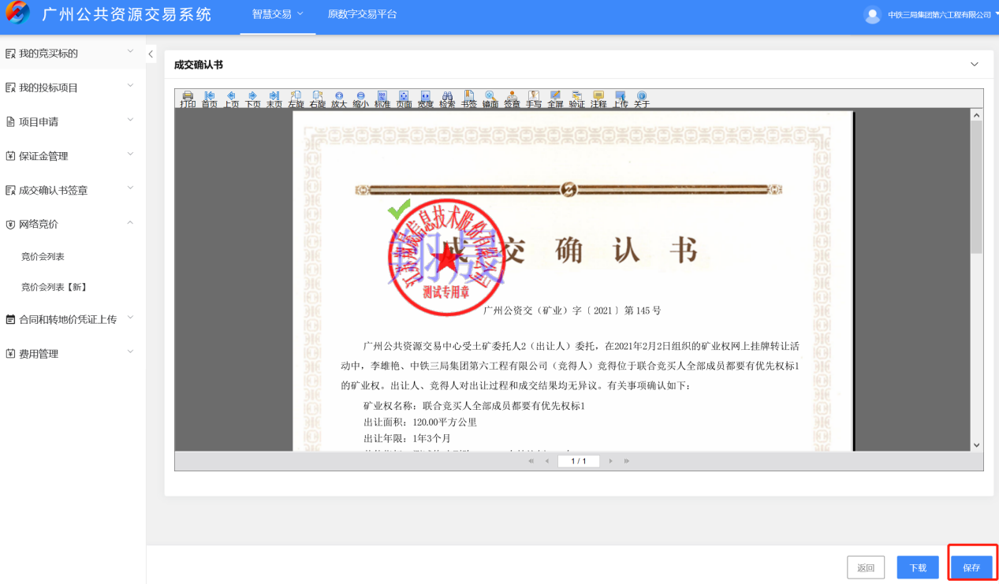 广州公共资源交易系统
智慧交易
原数字交易平台
中铁三局集团第六工程有限公司
我的竞买标的
我的投标项目
项目申请
保证金管理
成交确认书签章
网络竞价
竞价会列表
竞价会列表【新】
合同和转地价凭证上传
费用管理
成交确认书
打印 首页 上页 下页 末页 左旋 右旋 放大 缩小 标准 页面 宽度 检索 书签 镜面 签章 手写 全屏 验证 注释 上传 关于
成交确认书
翔晟
江苏翔晟信息技术股份有限公司
测试专用章
广州公资交（矿业）字〔2021〕第145号
广州公共资源交易中心受土矿委托人2（出让人）委托，在2021年2月2日组织的矿业权网上挂牌转让活
动中，李雄艳、中铁三局集团第六工程有限公司（竞得人）竞得位于联合竞买人全部成员都要有优先权标1
的矿业权。出让人、竞得人对出让过程和成交结果均无异议。有关事项确认如下：
矿业权名称：联合竞买人全部成员都要有优先权标1
出让面积：120.00平方公里
出让年限：1年3个月
1 / 1
返回
下载
保存